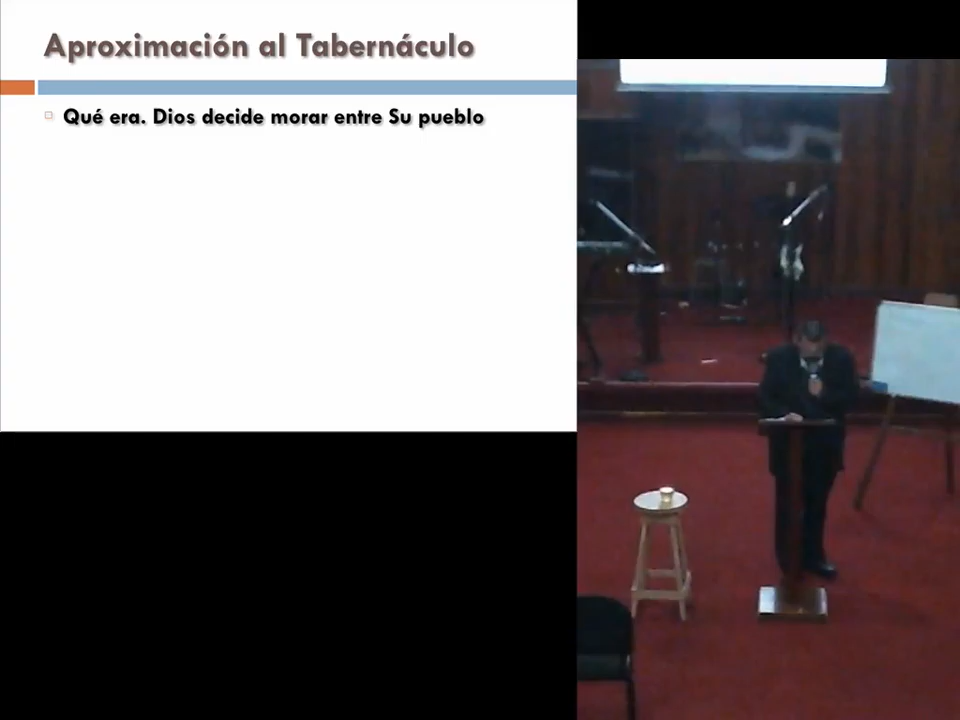 Aproximación al Tabernáculo
Qué era. Dios decide morar entre Su pueblo